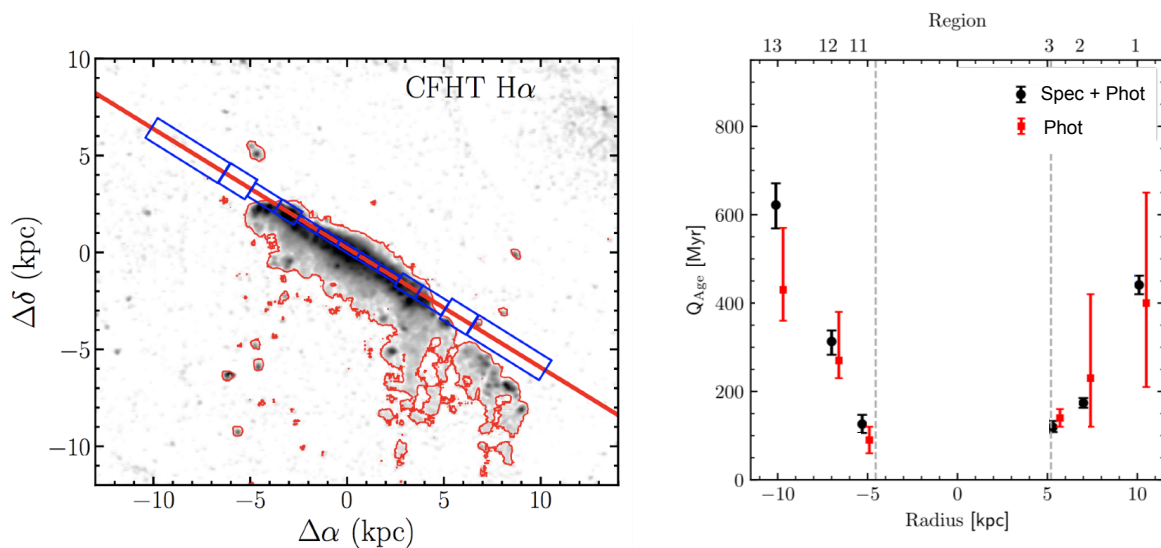 CFHT Hα
10
5
0
−5
−10
Δδ (kpc)
−10
−5
0
5
10
Δα (kpc)
Region
13 12 11 3 2 1
Spec + Phot
Phot
800
600
400
200
0
Q_Age [Myr]
−10
−5
0
5
10
Radius [kpc]